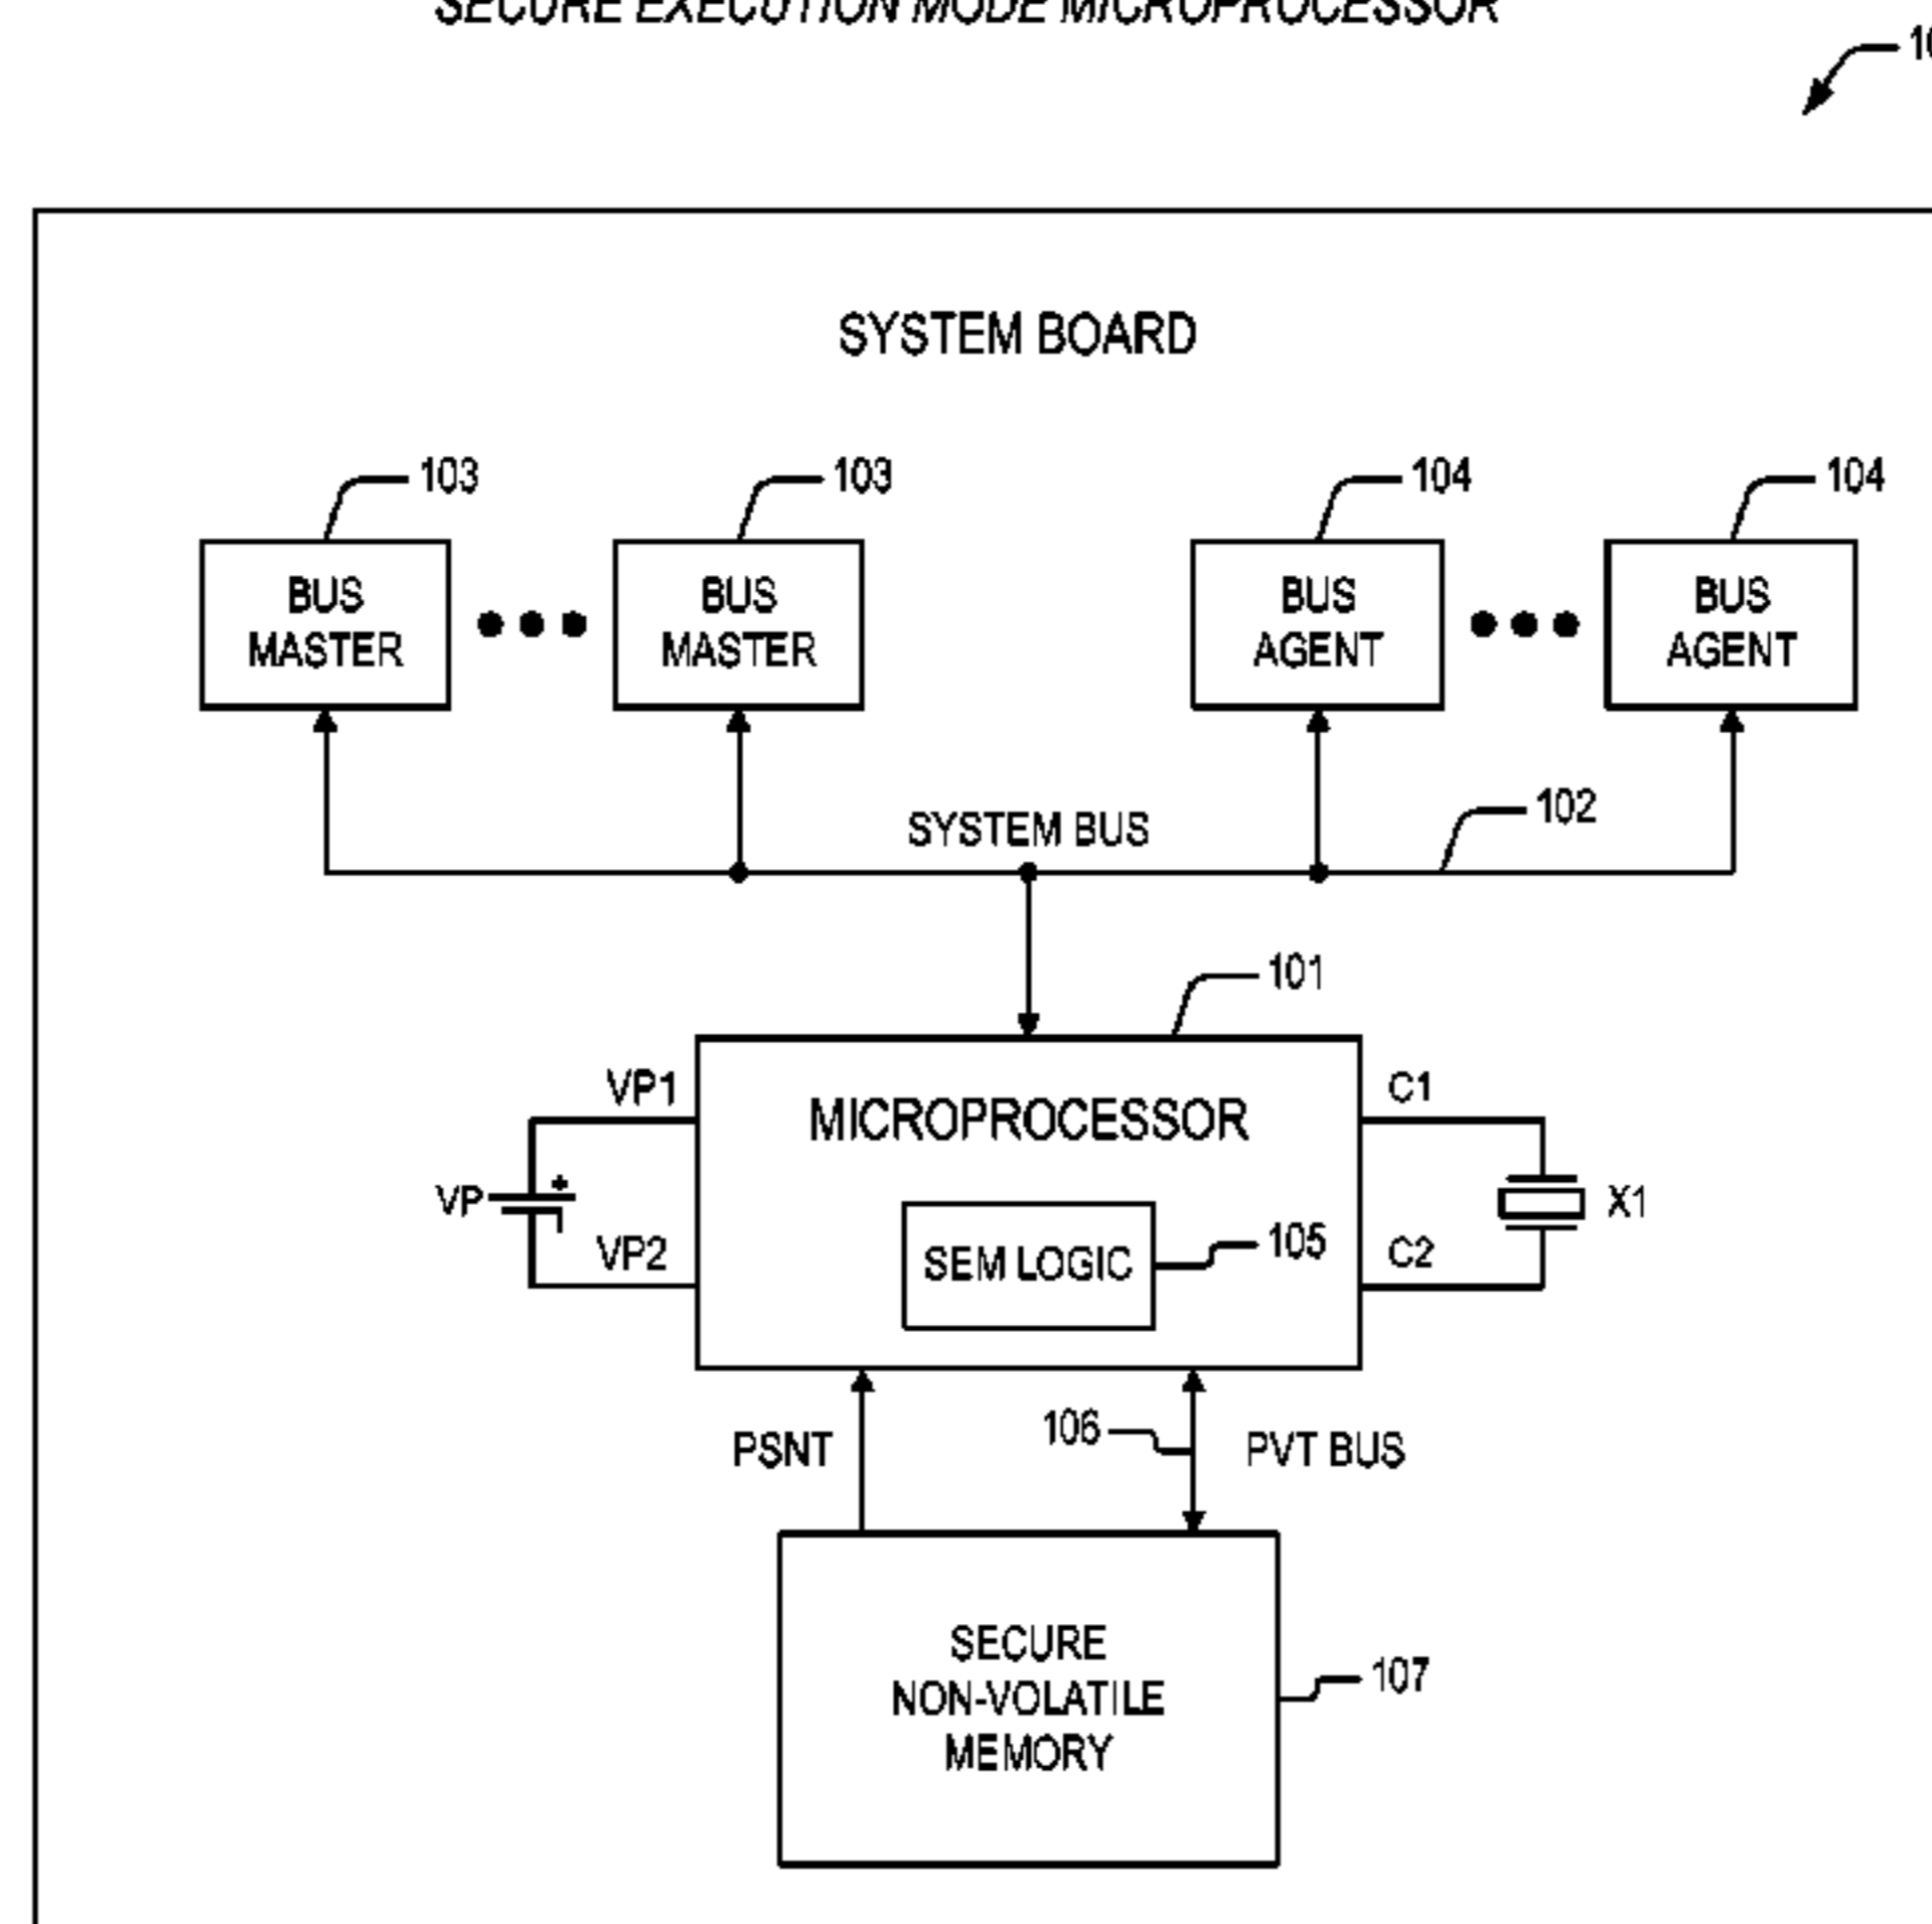 SECURE EXECUTION MODE MICROPROCESSOR
SYSTEM BOARD
103
103
104
104
BUS
MASTER
BUS
MASTER
BUS
AGENT
BUS
AGENT
SYSTEM BUS
102
101
VP1
MICROPROCESSOR
C1
VP
+
X1
VP2
SEM LOGIC
105
C2
PSNT
106
PVT BUS
SECURE
NON-VOLATILE
MEMORY
107